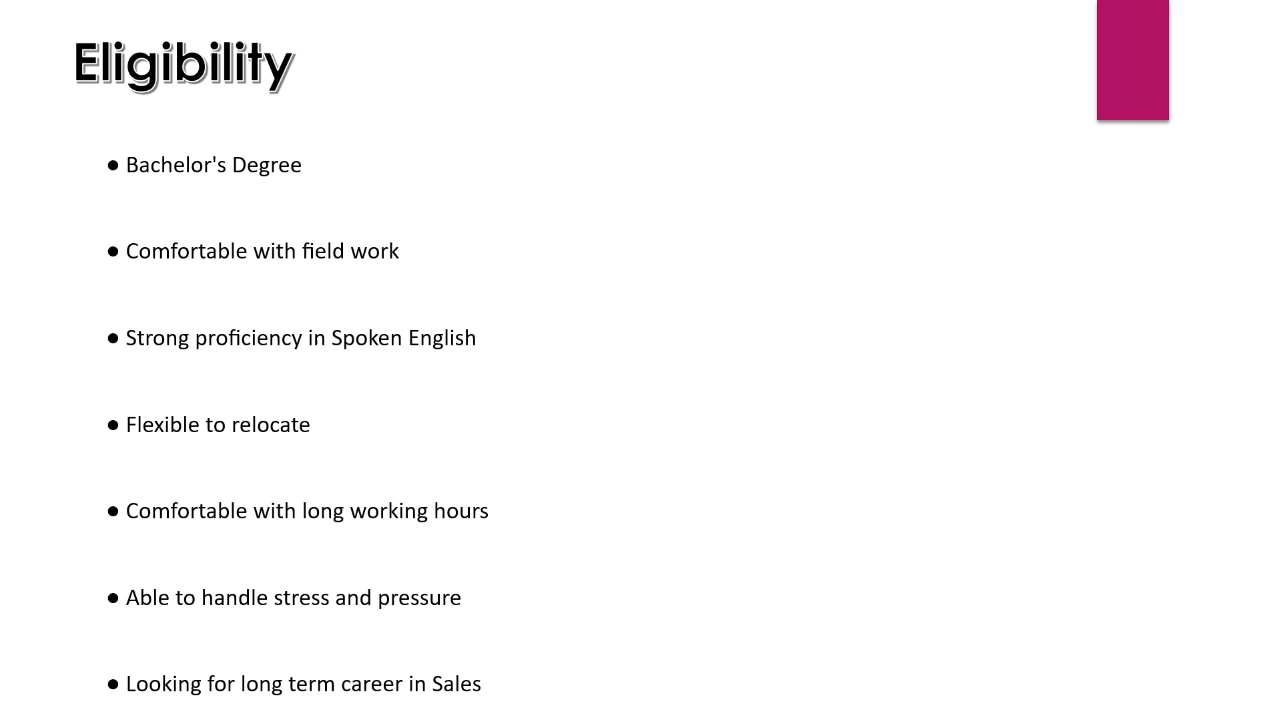 Eligibility
● Bachelor's Degree
● Comfortable with field work
● Strong proficiency in Spoken English
● Flexible to relocate
● Comfortable with long working hours
● Able to handle stress and pressure
● Looking for long term career in Sales